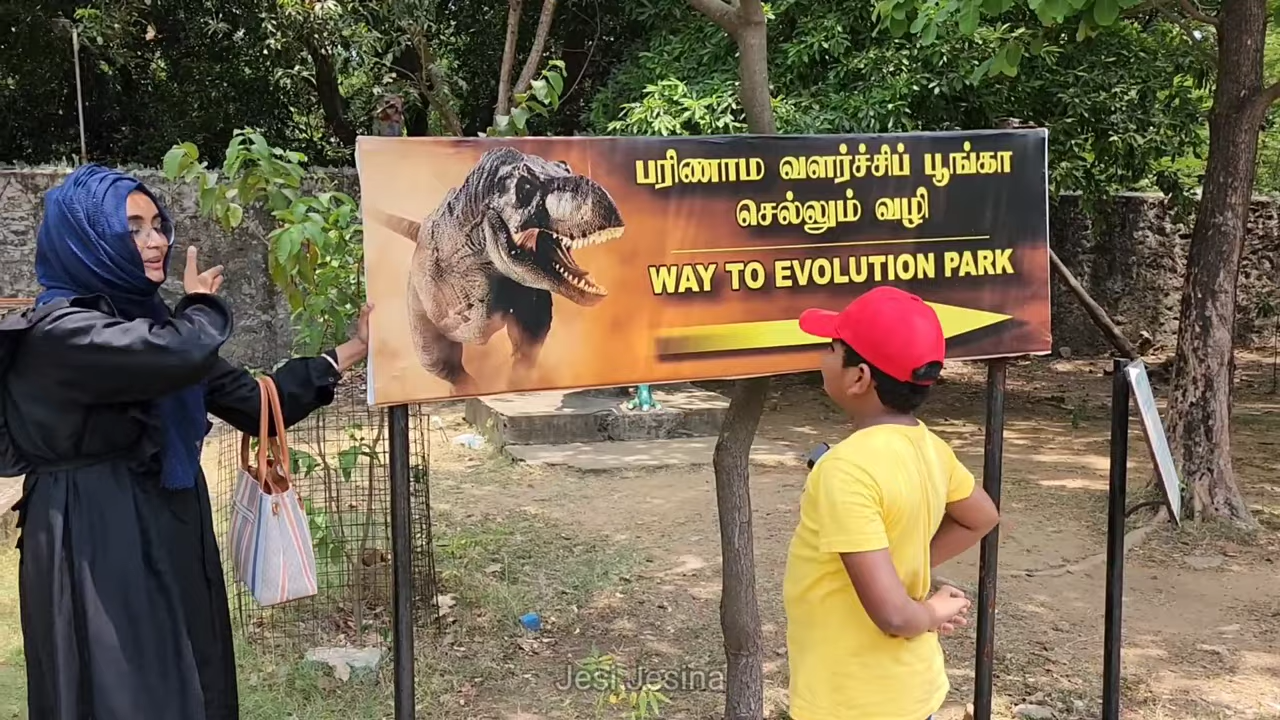 பரிணாம வளர்ச்சிப் பூங்கா
செல்லும் வழி
WAY TO EVOLUTION PARK
Jesi Jesina